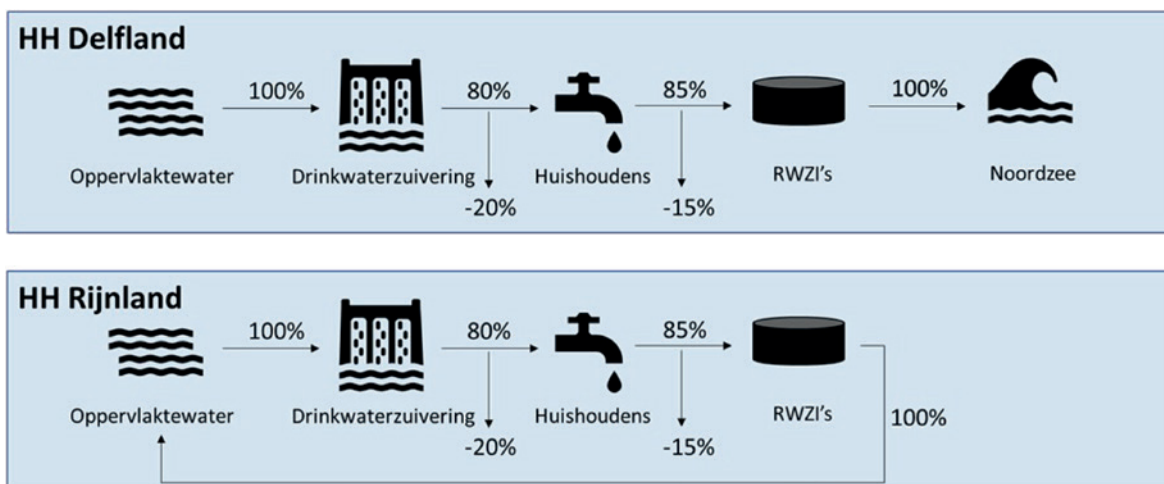 HH Delfland
100%
80%
85%
100%
Oppervlaktewater
Drinkwaterzuivering
Huishoudens
RWZI's
Noordzee
-20%
-15%
HH Rijnland
100%
80%
85%
Oppervlaktewater
Drinkwaterzuivering
Huishoudens
RWZI's
100%
-20%
-15%